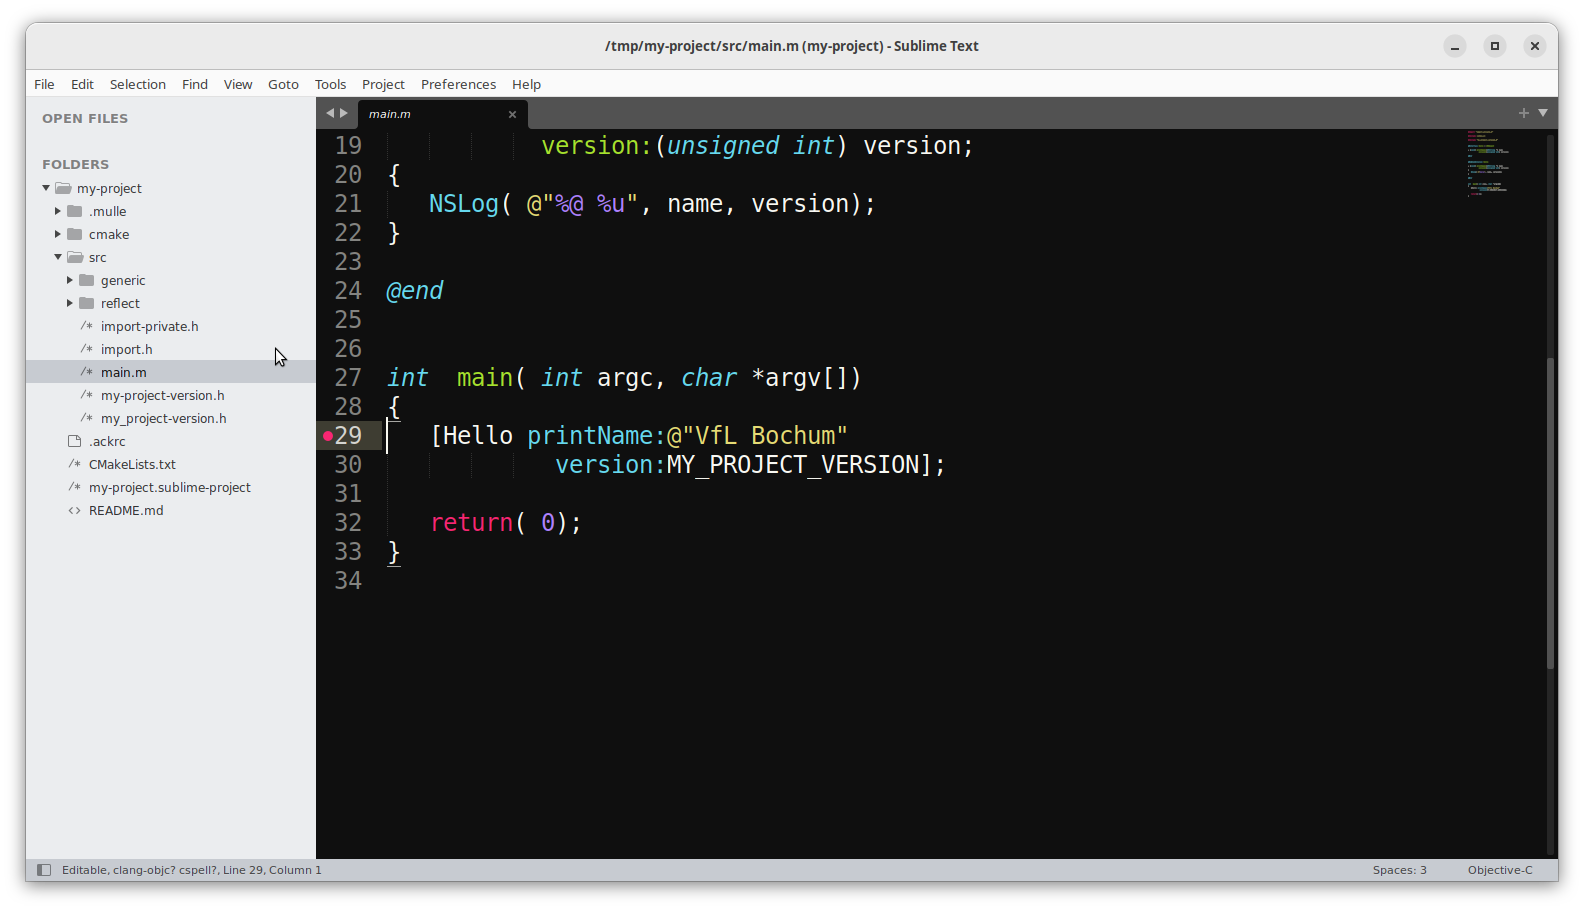 /tmp/my-project/src/main.m (my-project) - Sublime Text
File Edit Selection Find View Goto Tools Project Preferences Help
OPEN FILES
FOLDERS
my-project
.mulle
cmake
src
generic
reflect
/* import-private.h
/* import.h
/* main.m
/* my-project-version.h
/* my_project-version.h
.ackrc
/* CMakeLists.txt
/* my-project.sublime-project
<> README.md
main.m
19 version:(unsigned int) version;
20 {
21 NSLog( @"%@ %u", name, version);
22 }
23
24 @end
25
26
27 int  main( int argc, char *argv[])
28 {
29 [Hello printName:@"VfL Bochum"
30 version:MY_PROJECT_VERSION];
31
32 return( 0);
33 }
34
Editable, clang-objc? cspell?, Line 29, Column 1
Spaces: 3
Objective-C